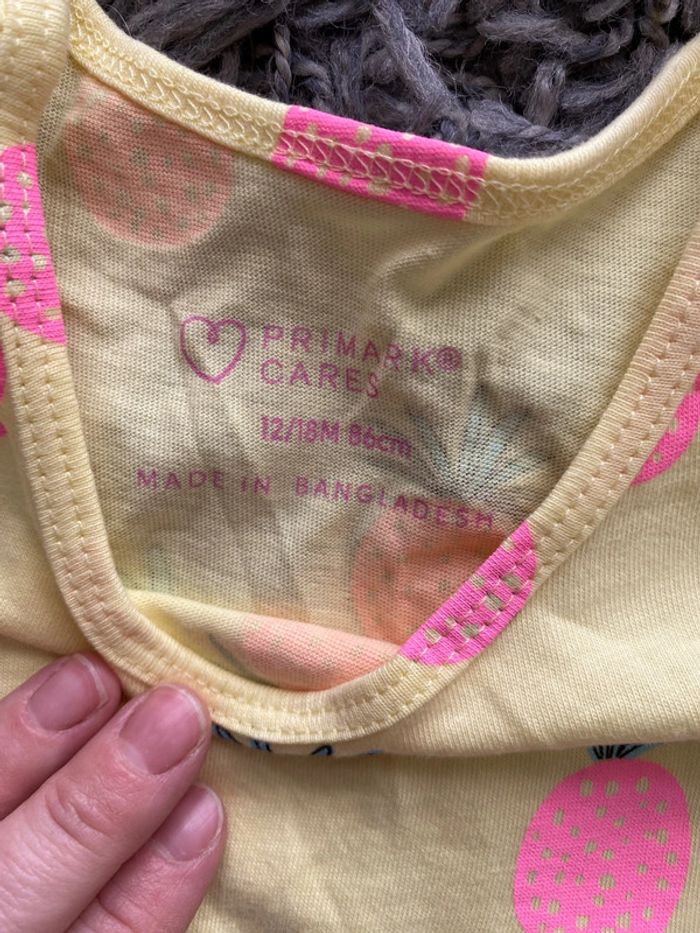 PRIMARK®
CARES
12/18M 86cm
MADE IN BANGLADESH